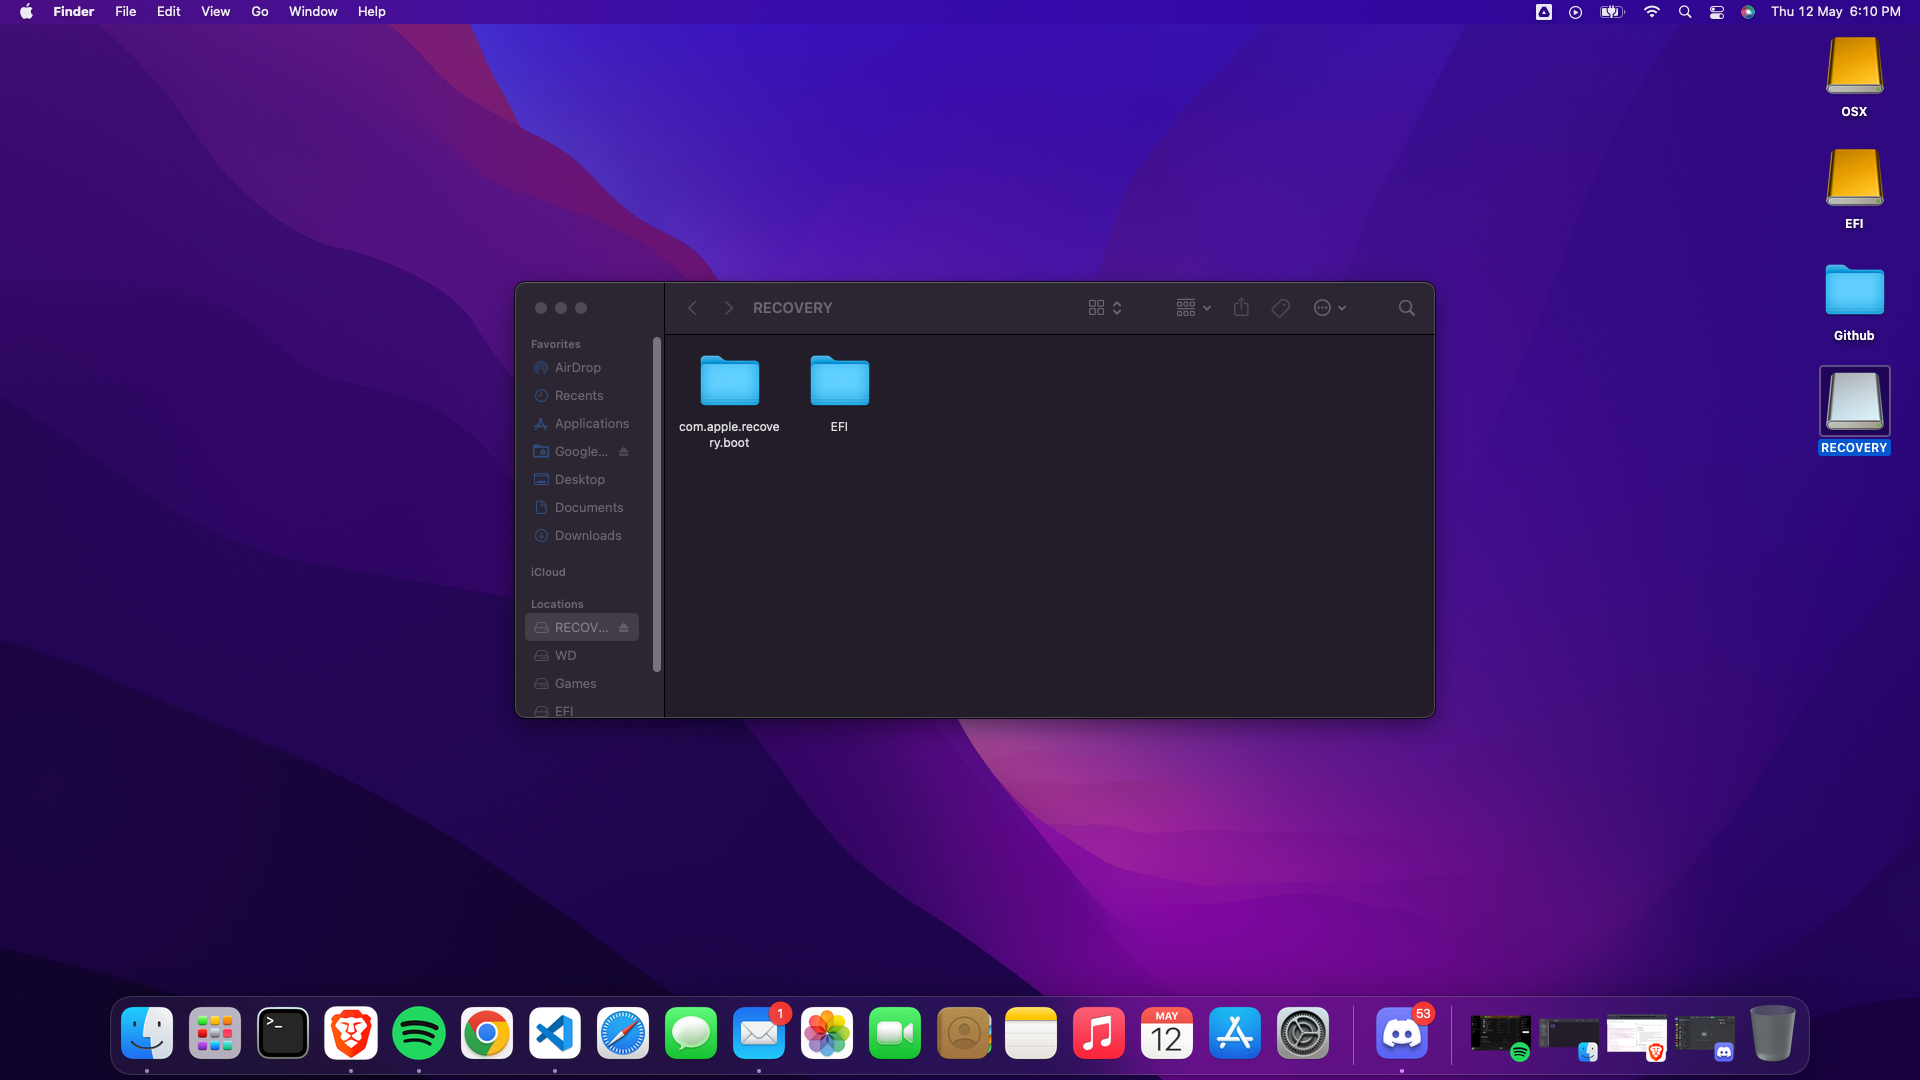 Finder File Edit View Go Window Help
Thu 12 May 6:10 PM
OSX
EFI
Github
RECOVERY
RECOVERY
Favorites
AirDrop
Recents
Applications
Google...
Desktop
Documents
Downloads
iCloud
Locations
RECOV...
WD
Games
EFI
com.apple.recove
ry.boot
EFI
>_
1
MAY
12
53